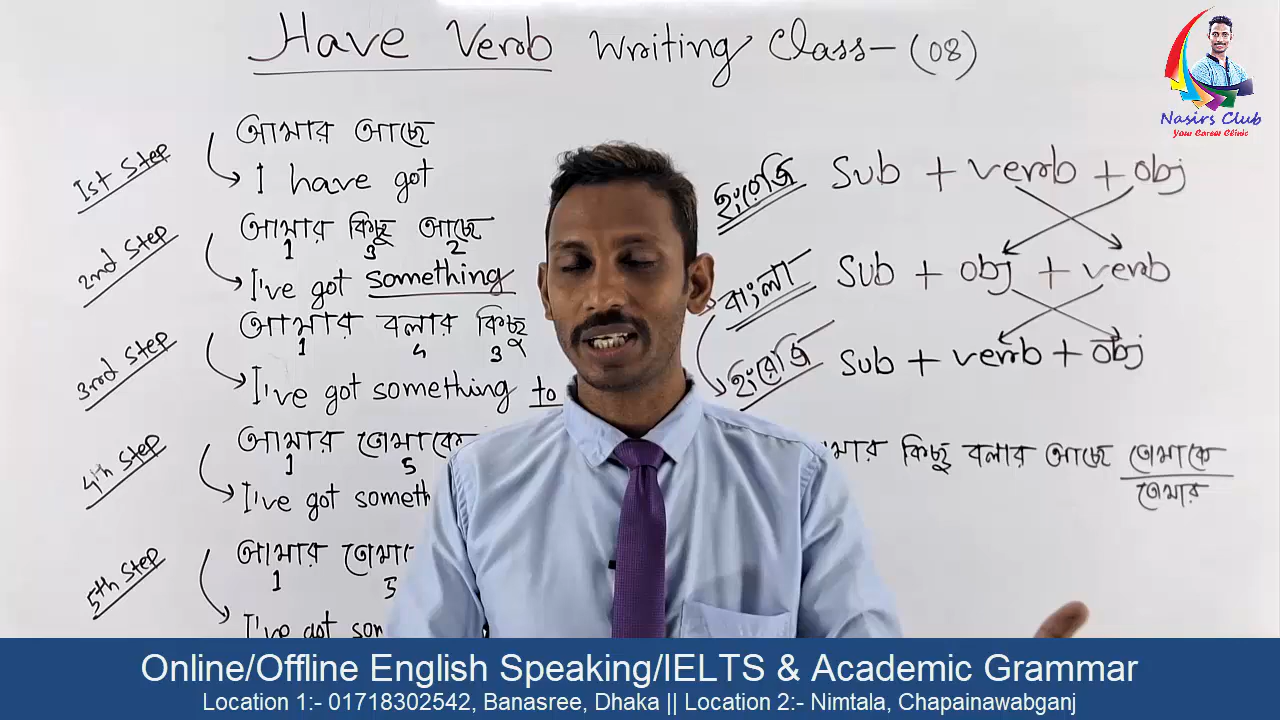 Have Verb Writing Class-(08)
1st Step
আমার আছে
I have got
2nd Step
আমার কিছু আছে
1 3 2
I've got something
3rd Step
আমার বলার কিছু
1 4 3
I've got something to
4th Step
আমার তোমাকে
1 5
I've got someth
5th Step
আমার তোমা
1 5
I've got som
ইংরেজি Sub + verb + obj
বাংলা Sub + obj + verb
ইংরেজি Sub + verb + obj
মার কিছু বলার আছে তোমাকে
তোমার
Nasirs Club
Your Career Clinic
Online/Offline English Speaking/IELTS & Academic Grammar
Location 1:- 01718302542, Banasree, Dhaka || Location 2:- Nimtala, Chapainawabganj